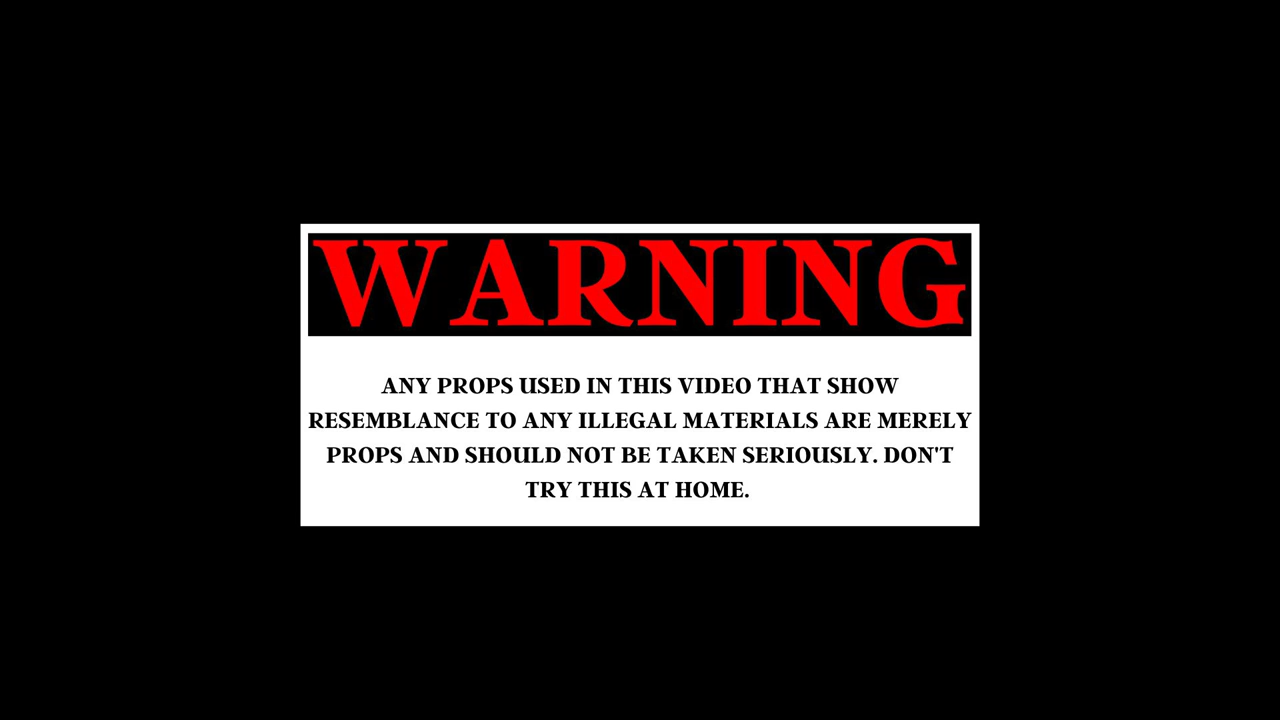 WARNING
ANY PROPS USED IN THIS VIDEO THAT SHOW
RESEMBLANCE TO ANY ILLEGAL MATERIALS ARE MERELY
PROPS AND SHOULD NOT BE TAKEN SERIOUSLY. DON'T
TRY THIS AT HOME.